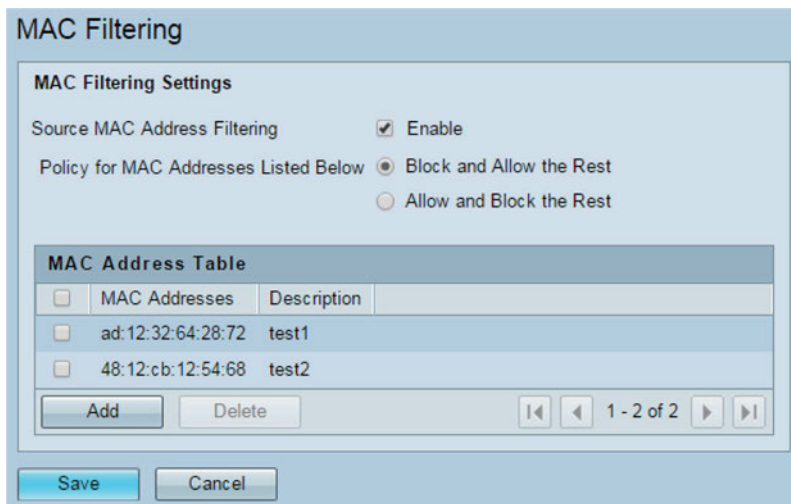 MAC Filtering
MAC Filtering Settings
Source MAC Address Filtering Enable
Policy for MAC Addresses Listed Below Block and Allow the Rest
Allow and Block the Rest
MAC Address Table
MAC Addresses Description
ad:12:32:64:28:72 test1
48:12:cb:12:54:68 test2
Add Delete 1 - 2 of 2
Save Cancel